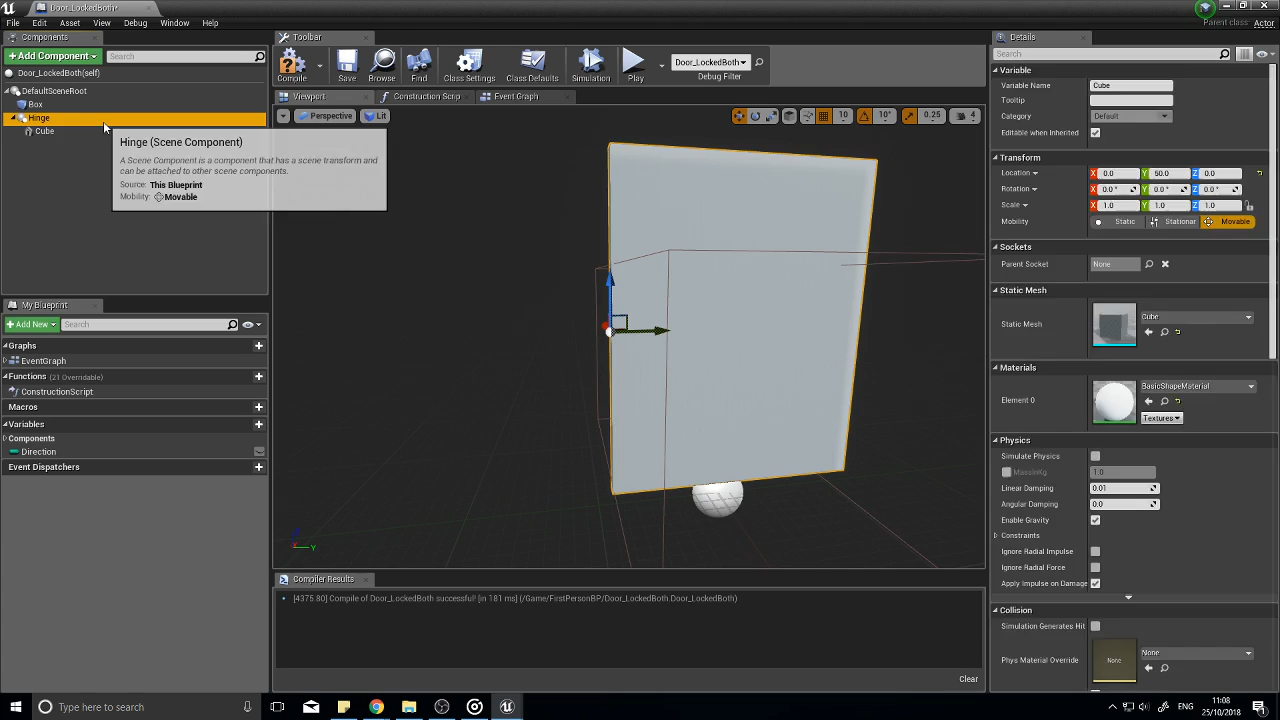 Door_LockedBoth*
File Edit Asset View Debug Window Help
Parent class: Actor
Components
+Add Component
Search
Door_LockedBoth(self)
DefaultSceneRoot
Box
Hinge
Cube
Hinge (Scene Component)
A Scene Component is a component that has a scene transform and
can be attached to other scene components.
Source: This Blueprint
Mobility: Movable
My Blueprint
+Add New
Search
Graphs
EventGraph
Functions (21 Overridable)
ConstructionScript
Macros
Variables
Components
Direction
Event Dispatchers
Toolbar
Compile
Save
Browse
Find
Class Settings
Class Defaults
Simulation
Play
Door_LockedBoth
Debug Filter
Viewport
Construction Scrip
Event Graph
Perspective
Lit
10°
0.25
4
Z
X
Y
Compiler Results
[4375.80] Compile of Door_LockedBoth successful! [in 181 ms] (/Game/FirstPersonBP/Door_LockedBoth.Door_LockedBoth)
Clear
Details
Search
Variable
Variable Name Cube
Tooltip
Category Default
Editable when Inherited
Transform
Location X 0.0 Y 50.0 Z 0.0
Rotation X 0.0 ° Y 0.0 ° Z 0.0 °
Scale X 1.0 Y 1.0 Z 1.0
Mobility Static Stationar Movable
Sockets
Parent Socket None
Static Mesh
Static Mesh
Cube
Materials
Element 0
BasicShapeMaterial
Textures
Physics
Simulate Physics
MassInKg 1.0
Linear Damping 0.01
Angular Damping 0.0
Enable Gravity
Constraints
Ignore Radial Impulse
Ignore Radial Force
Apply Impulse on Damage
Collision
Simulation Generates Hit
Phys Material Override
None
None
Type here to search
ENG
11:08
25/10/2018